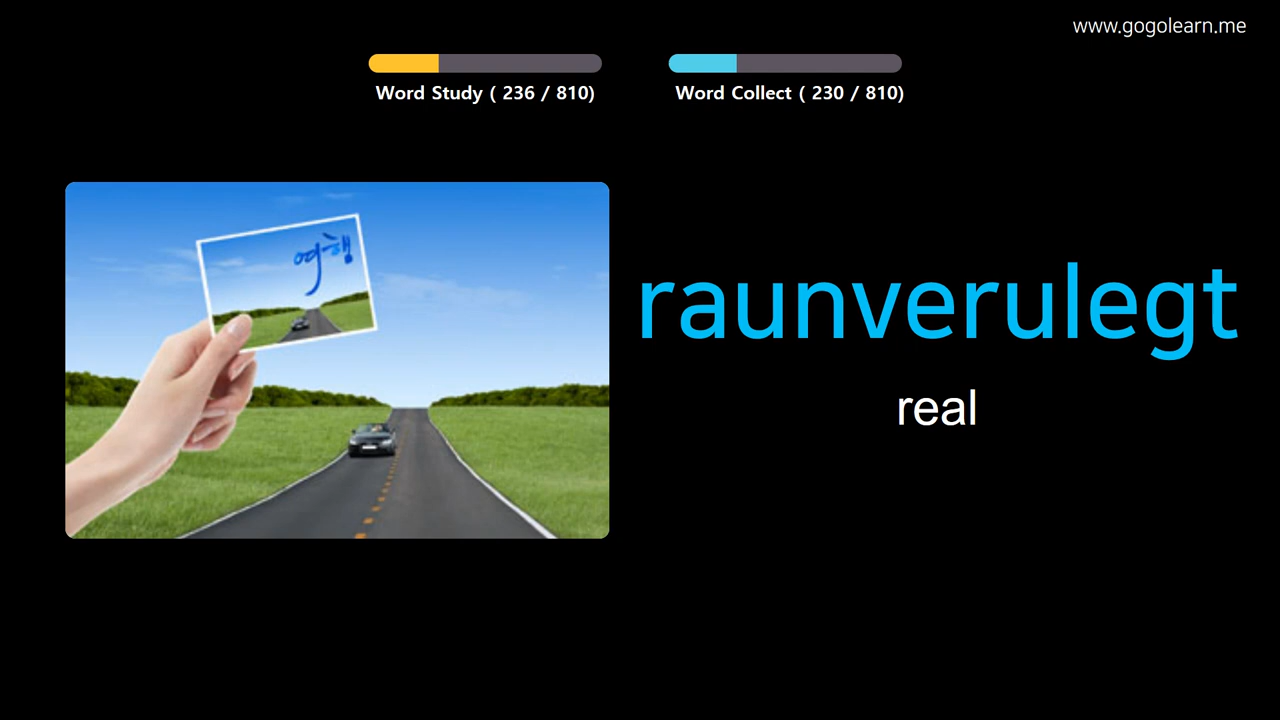 www.gogolearn.me
Word Study ( 236 / 810)
Word Collect ( 230 / 810)
여행
raunverulegt
real